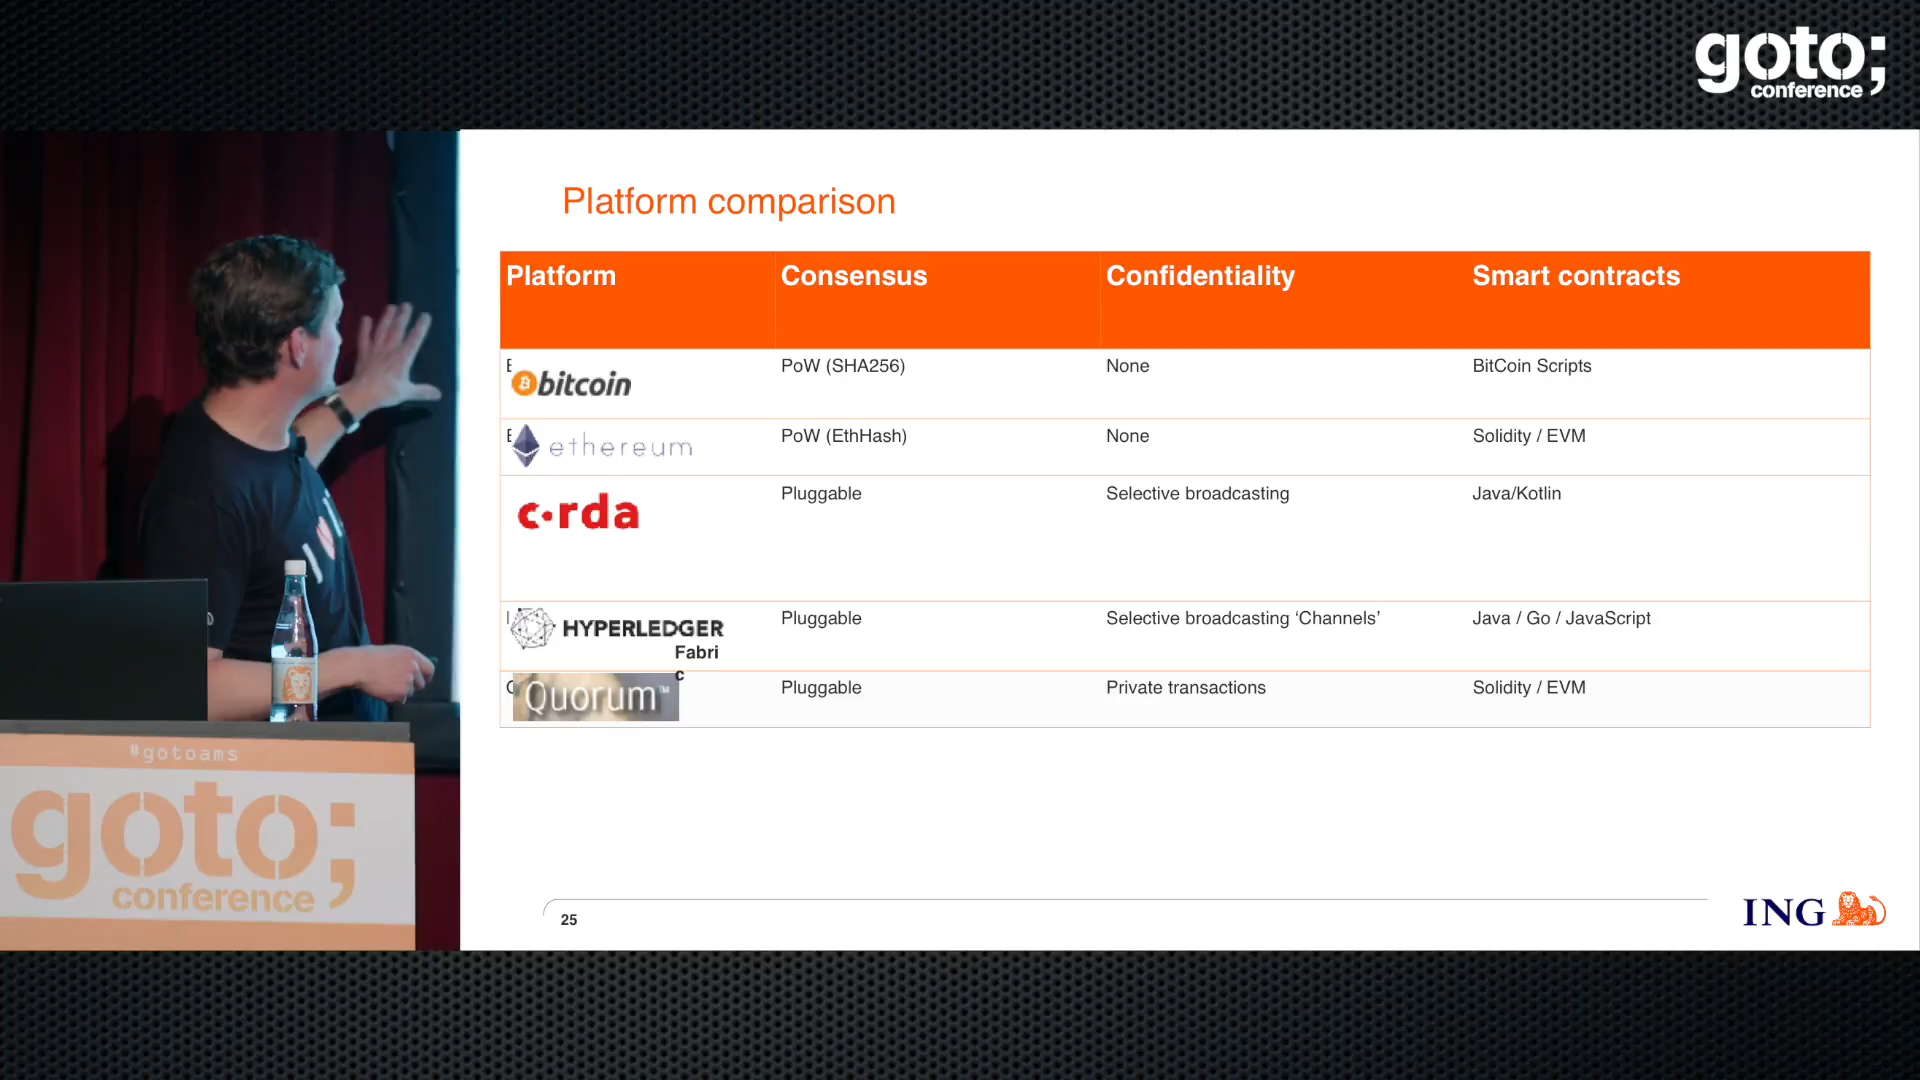 goto;
conference
Platform comparison
Platform Consensus Confidentiality Smart contracts
bitcoin PoW (SHA256) None BitCoin Scripts
ethereum PoW (EthHash) None Solidity / EVM
c·rda Pluggable Selective broadcasting Java/Kotlin
HYPERLEDGER Pluggable Selective broadcasting ‘Channels’ Java / Go / JavaScript
Fabri
c
Quorum™ Pluggable Private transactions Solidity / EVM
#gotoams
goto;
conference
25
ING